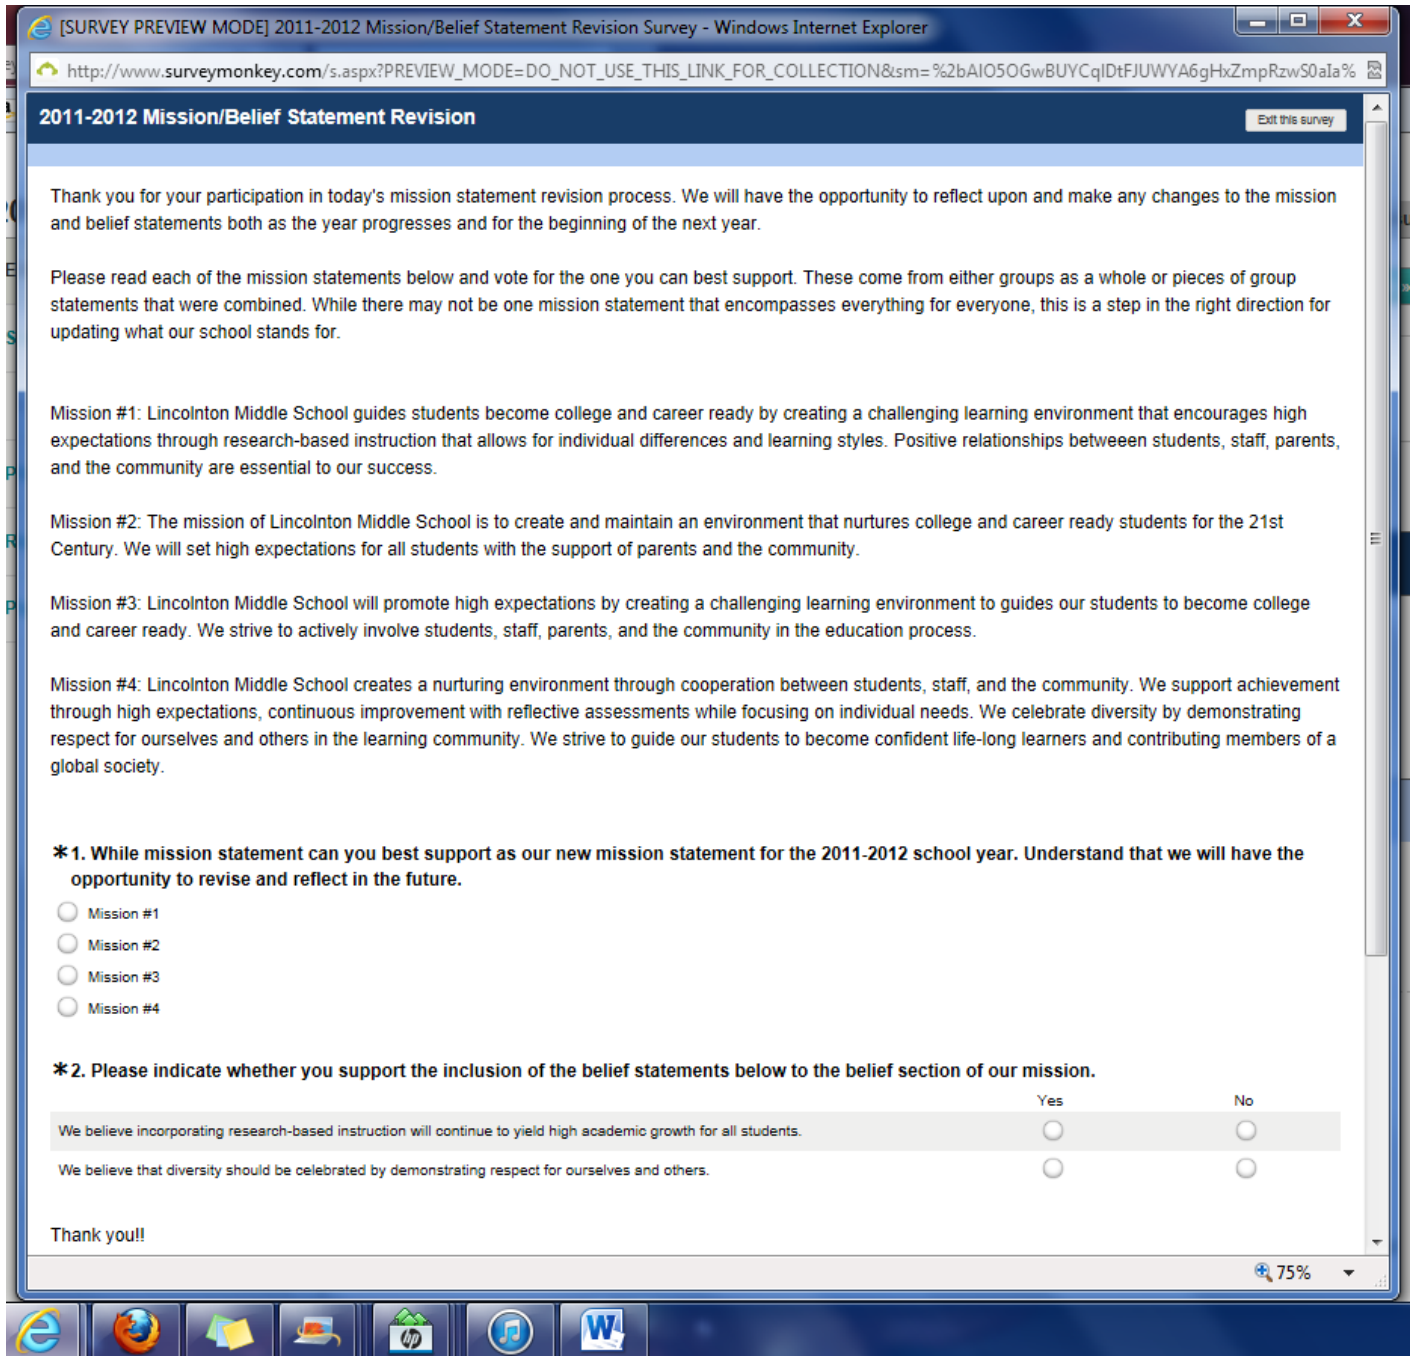 [SURVEY PREVIEW MODE] 2011-2012 Mission/Belief Statement Revision Survey - Windows Internet Explorer
2011-2012 Mission/Belief Statement Revision
Exit this survey
Thank you for your participation in today's mission statement revision process. We will have the opportunity to reflect upon and make any changes to the mission
and belief statements both as the year progresses and for the beginning of the next year.
Please read each of the mission statements below and vote for the one you can best support. These come from either groups as a whole or pieces of group
statements that were combined. While there may not be one mission statement that encompasses everything for everyone, this is a step in the right direction for
updating what our school stands for.
Mission #1: Lincolnton Middle School guides students become college and career ready by creating a challenging learning environment that encourages high
expectations through research-based instruction that allows for individual differences and learning styles. Positive relationships betweeen students, staff, parents,
and the community are essential to our success.
Mission #2: The mission of Lincolnton Middle School is to create and maintain an environment that nurtures college and career ready students for the 21st
Century. We will set high expectations for all students with the support of parents and the community.
Mission #3: Lincolnton Middle School will promote high expectations by creating a challenging learning environment to guides our students to become college
and career ready. We strive to actively involve students, staff, parents, and the community in the education process.
Mission #4: Lincolnton Middle School creates a nurturing environment through cooperation between students, staff, and the community. We support achievement
through high expectations, continuous improvement with reflective assessments while focusing on individual needs. We celebrate diversity by demonstrating
respect for ourselves and others in the learning community. We strive to guide our students to become confident life-long learners and contributing members of a
global society.
*1. While mission statement can you best support as our new mission statement for the 2011-2012 school year. Understand that we will have the
opportunity to revise and reflect in the future.
Mission #1
Mission #2
Mission #3
Mission #4
*2. Please indicate whether you support the inclusion of the belief statements below to the belief section of our mission.
Yes No
We believe incorporating research-based instruction will continue to yield high academic growth for all students.
We believe that diversity should be celebrated by demonstrating respect for ourselves and others.
Thank you!!
75%
hp
W